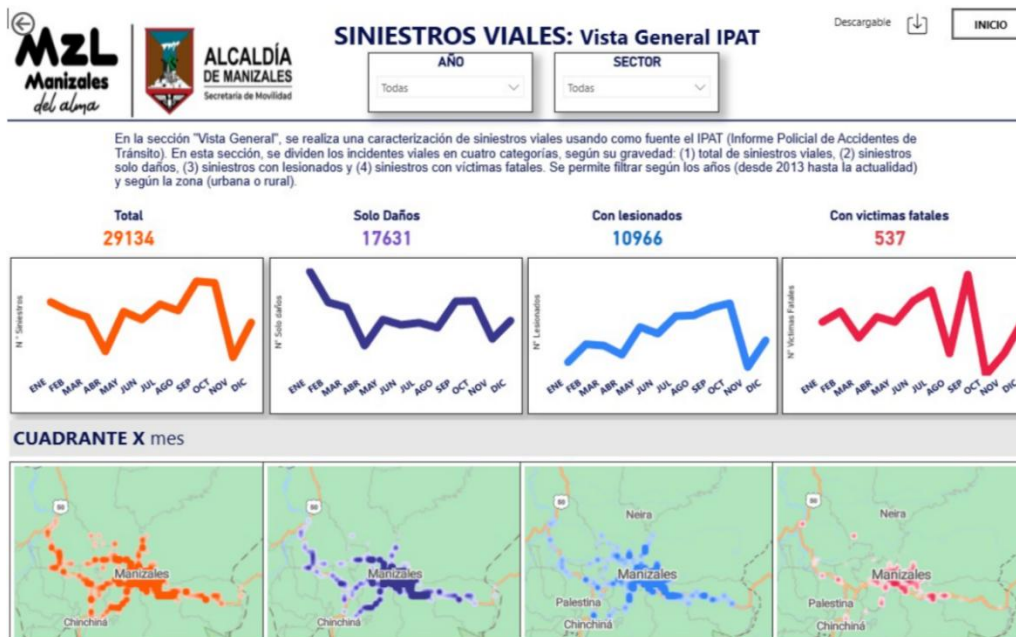 MZL
Manizales
del alma
ALCALDÍA
DE MANIZALES
Secretaría de Movilidad
SINIESTROS VIALES: Vista General IPAT
Descargable
INICIO
AÑO
Todas
SECTOR
Todas
En la sección "Vista General", se realiza una caracterización de siniestros viales usando como fuente el IPAT (Informe Policial de Accidentes de
Tránsito). En esta sección, se dividen los incidentes viales en cuatro categorías, según su gravedad: (1) total de siniestros viales, (2) siniestros
solo daños, (3) siniestros con lesionados y (4) siniestros con víctimas fatales. Se permite filtrar según los años (desde 2013 hasta la actualidad)
y según la zona (urbana o rural).
Total
29134
Solo Daños
17631
Con lesionados
10966
Con victimas fatales
537
N° Siniestros
ENE FEB MAR ABR MAY JUN JUL AGO SEP OCT NOV DIC
N° Solo daños
ENE FEB MAR ABR MAY JUN JUL AGO SEP OCT NOV DIC
N° Lesionados
ENE FEB MAR ABR MAY JUN JUL AGO SEP OCT NOV DIC
N° Victimas Fatales
ENE FEB MAR ABR MAY JUN JUL AGO SEP OCT NOV DIC
CUADRANTE X mes
Manizales
Chinchiná
Manizales
Chinchiná
Neira
Manizales
Palestina
Chinchiná
Neira
Manizales
Palestina
Chinchiná